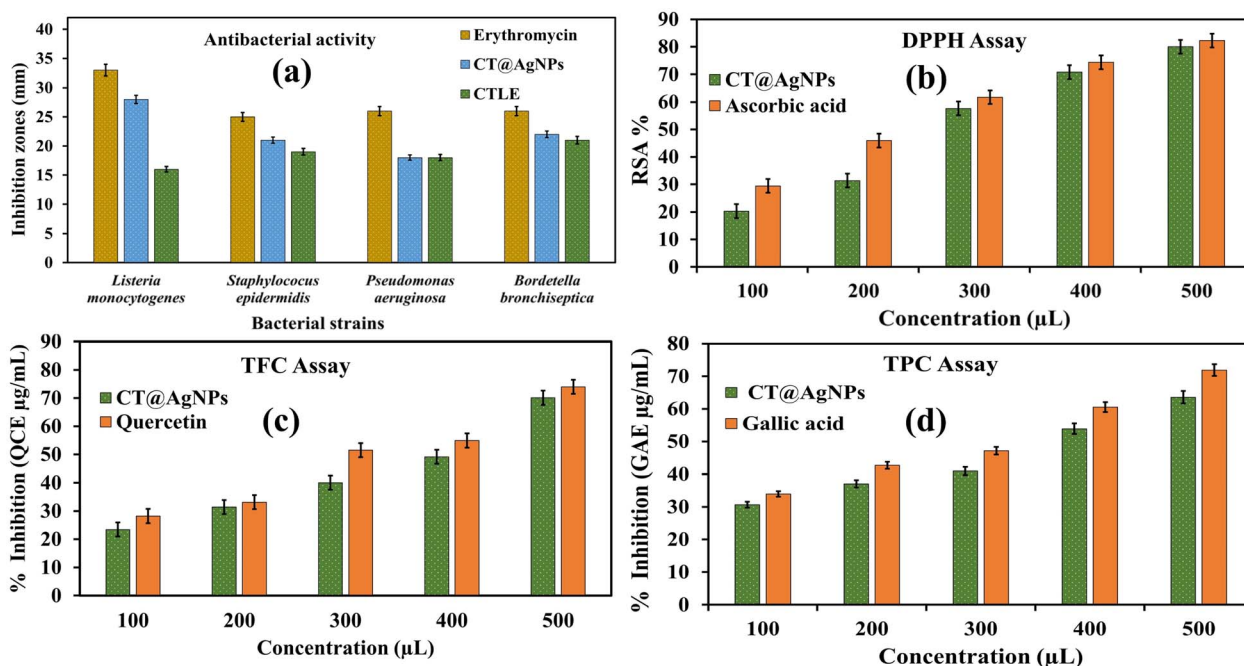 Antibacterial activity
(a)
Erythromycin
CT@AgNPs
CTLE
Inhibition zones (mm)
40
35
30
25
20
15
10
5
0
Listeria monocytogenes
Staphylococus epidermidis
Pseudomonas aeruginosa
Bordetella bronchiseptica
Bacterial strains
DPPH Assay
(b)
CT@AgNPs
Ascorbic acid
RSA %
90
80
70
60
50
40
30
20
10
0
100 200 300 400 500
Concentration (µL)
TFC Assay
(c)
CT@AgNPs
Quercetin
% Inhibition (QCE µg/mL)
90
80
70
60
50
40
30
20
10
0
100 200 300 400 500
Concentration (µL)
TPC Assay
(d)
CT@AgNPs
Gallic acid
% Inhibition (GAE µg/mL)
80
70
60
50
40
30
20
10
0
100 200 300 400 500
Concentration (µL)